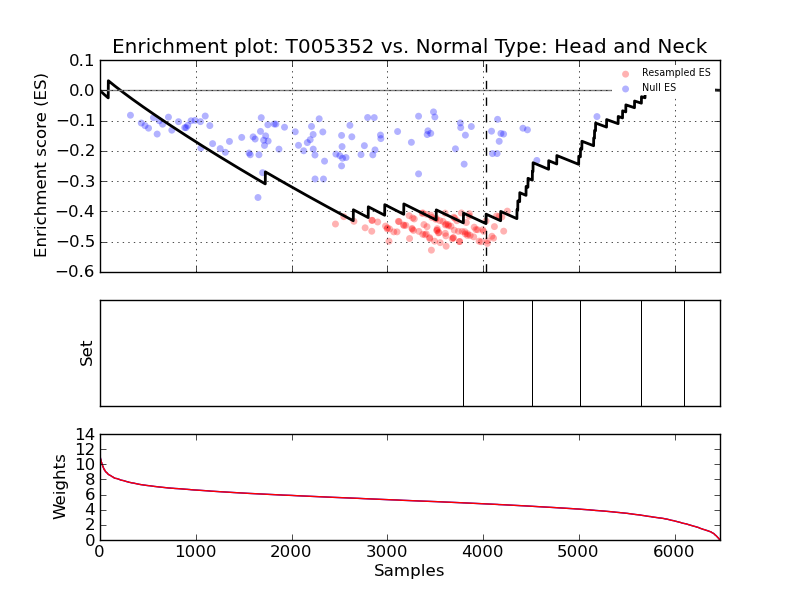 Enrichment plot: T005352 vs. Normal Type: Head and Neck
Enrichment score (ES)
0.1
0.0
−0.1
−0.2
−0.3
−0.4
−0.5
−0.6
Resampled ES
Null ES
Set
Weights
14
12
10
8
6
4
2
0
0 1000 2000 3000 4000 5000 6000
Samples